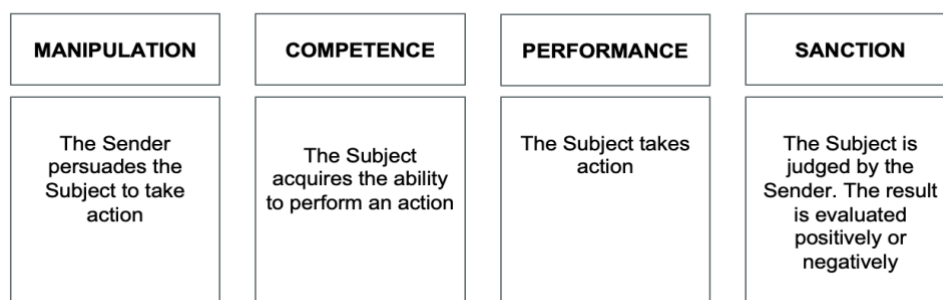 MANIPULATION
COMPETENCE
PERFORMANCE
SANCTION
The Sender
persuades the
Subject to take
action
The Subject
acquires the ability
to perform an action
The Subject takes
action
The Subject is
judged by the
Sender. The result
is evaluated
positively or
negatively